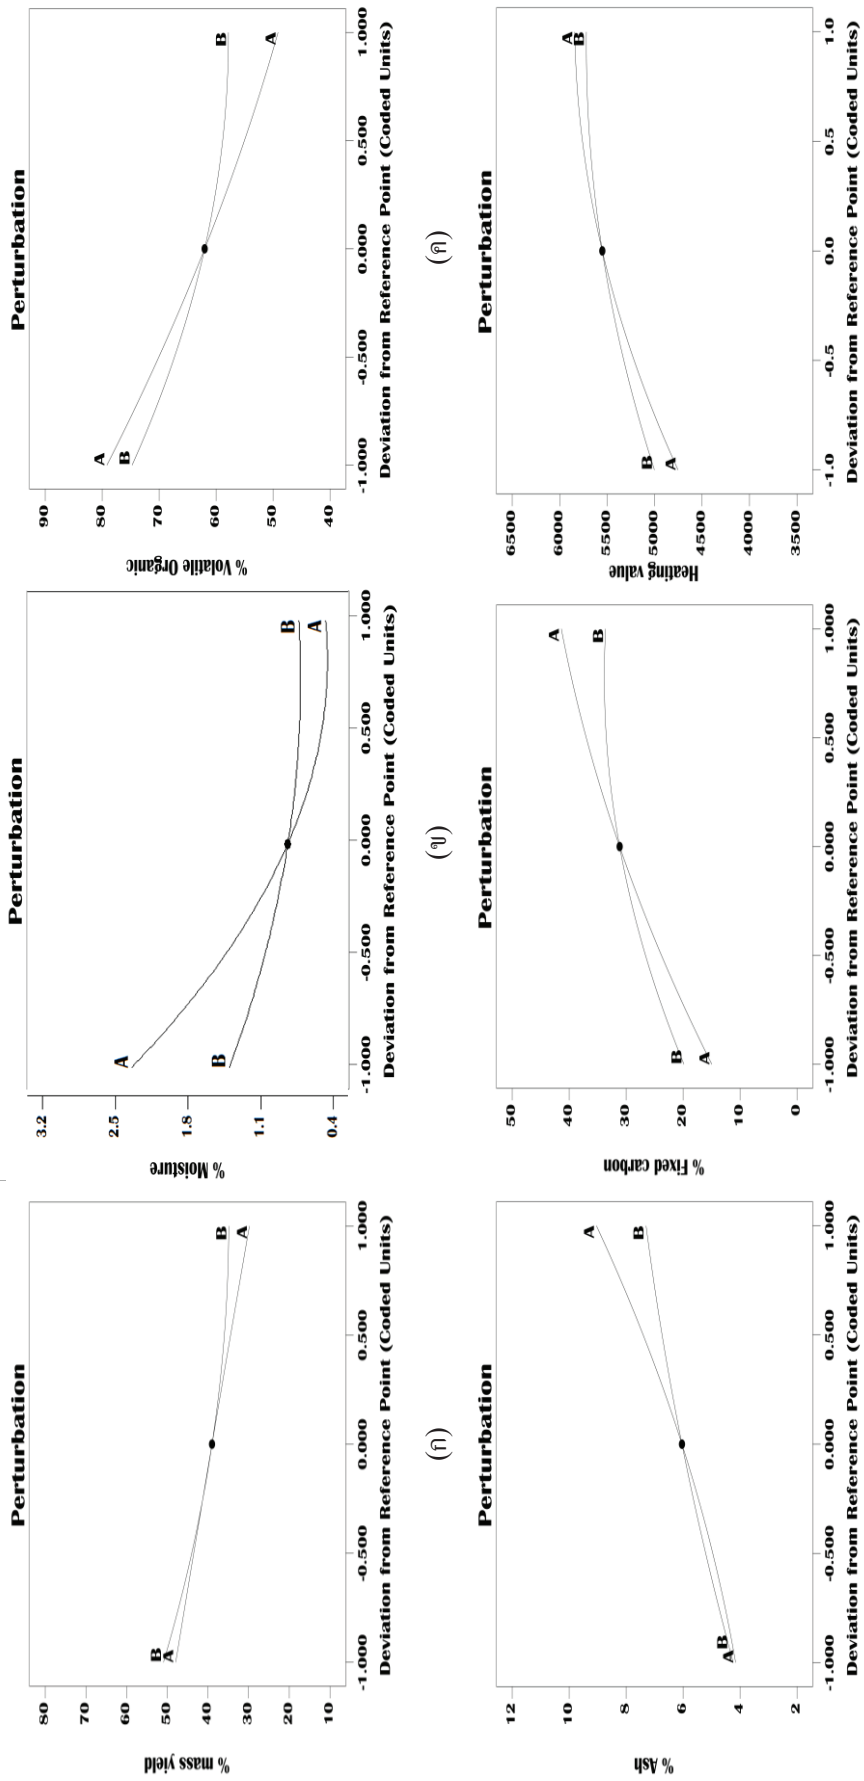 Perturbation
% mass yield
80
70
60
50
40
30
20
10
B
A
B
A
-1.000
-0.500
0.000
0.500
1.000
Deviation from Reference Point (Coded Units)
(ก)
Perturbation
% Moisture
3.2
2.5
1.8
1.1
0.4
A
B
B
A
-1.000
-0.500
0.000
0.500
1.000
Deviation from Reference Point (Coded Units)
(ข)
Perturbation
% Volatile Organic
90
80
70
60
50
40
A
B
B
A
-1.000
-0.500
0.000
0.500
1.000
Deviation from Reference Point (Coded Units)
(ค)
Perturbation
% Ash
12
10
8
6
4
2
B
A
A
B
-1.000
-0.500
0.000
0.500
1.000
Deviation from Reference Point (Coded Units)
Perturbation
% Fixed carbon
50
40
30
20
10
0
B
A
A
B
-1.000
-0.500
0.000
0.500
1.000
Deviation from Reference Point (Coded Units)
Perturbation
Heating value
6500
6000
5500
5000
4500
4000
3500
B
A
A
B
-1.0
-0.5
0.0
0.5
1.0
Deviation from Reference Point (Coded Units)